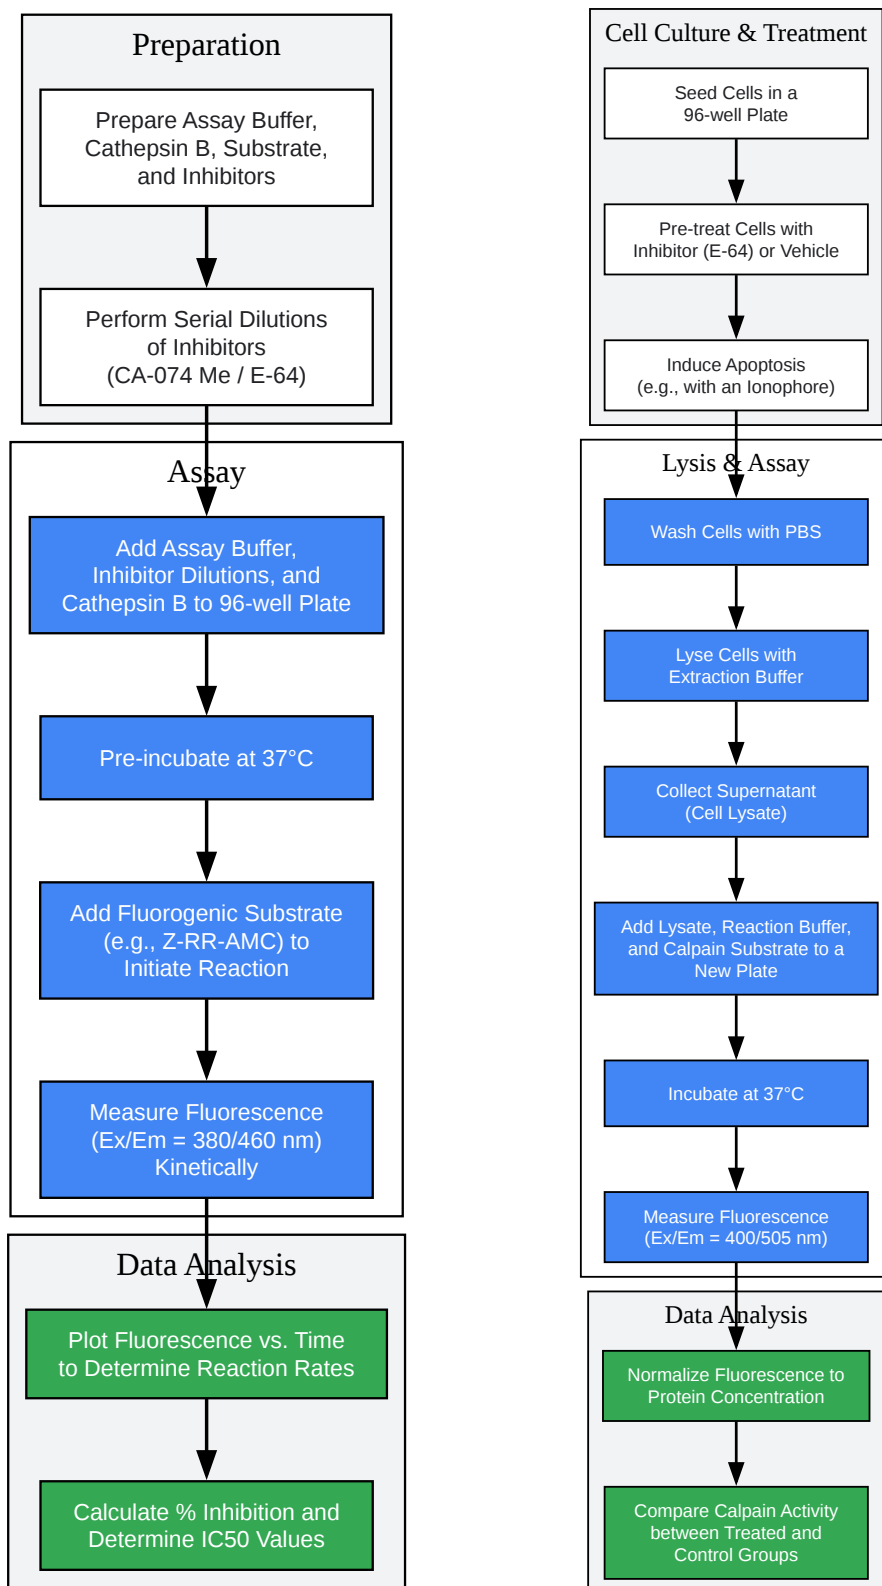 Preparation
Prepare Assay Buffer,
Cathepsin B, Substrate,
and Inhibitors
Perform Serial Dilutions
of Inhibitors
(CA-074 Me / E-64)
Assay
Add Assay Buffer,
Inhibitor Dilutions, and
Cathepsin B to 96-well Plate
Pre-incubate at 37°C
Add Fluorogenic Substrate
(e.g., Z-RR-AMC) to
Initiate Reaction
Measure Fluorescence
(Ex/Em = 380/460 nm)
Kinetically
Data Analysis
Plot Fluorescence vs. Time
to Determine Reaction Rates
Calculate % Inhibition and
Determine IC50 Values
Cell Culture & Treatment
Seed Cells in a
96-well Plate
Pre-treat Cells with
Inhibitor (E-64) or Vehicle
Induce Apoptosis
(e.g., with an Ionophore)
Lysis & Assay
Wash Cells with PBS
Lyse Cells with
Extraction Buffer
Collect Supernatant
(Cell Lysate)
Add Lysate, Reaction Buffer,
and Calpain Substrate to a
New Plate
Incubate at 37°C
Measure Fluorescence
(Ex/Em = 400/505 nm)
Data Analysis
Normalize Fluorescence to
Protein Concentration
Compare Calpain Activity
between Treated and
Control Groups